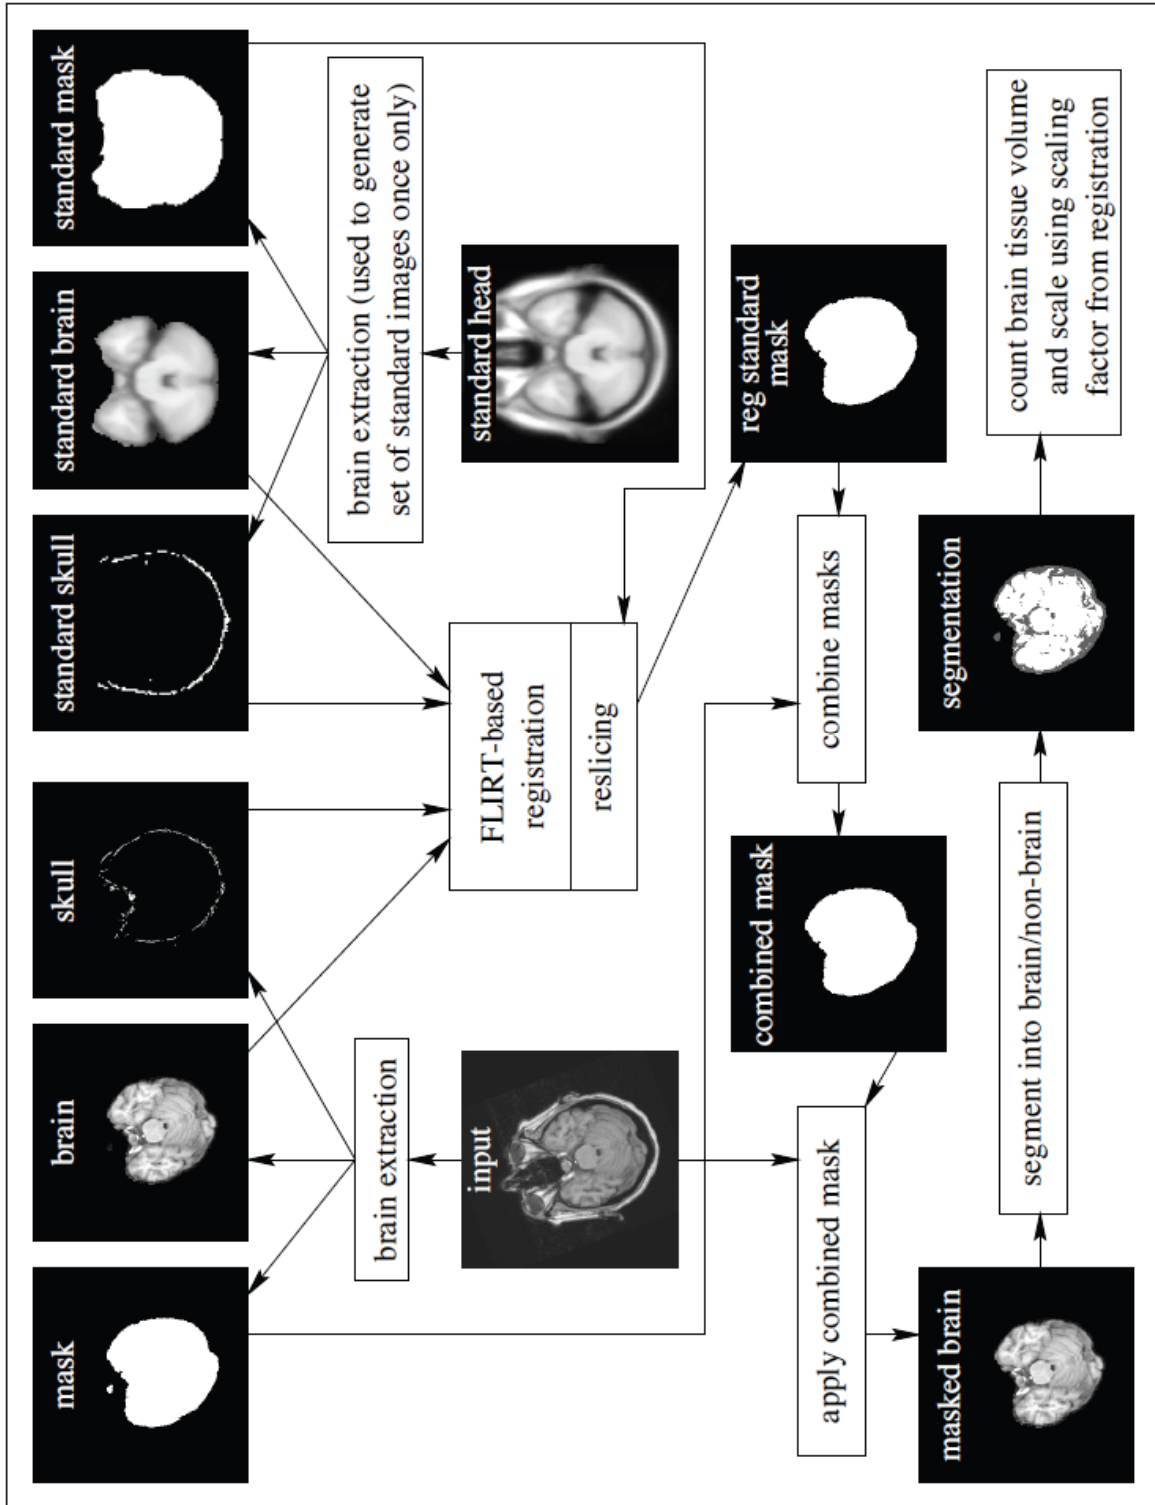 mask
brain
skull
standard skull
standard brain
standard mask
brain extraction
brain extraction (used to generate
set of standard images once only)
input
FLIRT-based
registration
reslicing
standard head
apply combined mask
combined mask
combine masks
reg standard
mask
masked brain
segment into brain/non-brain
segmentation
count brain tissue volume
and scale using scaling
factor from registration